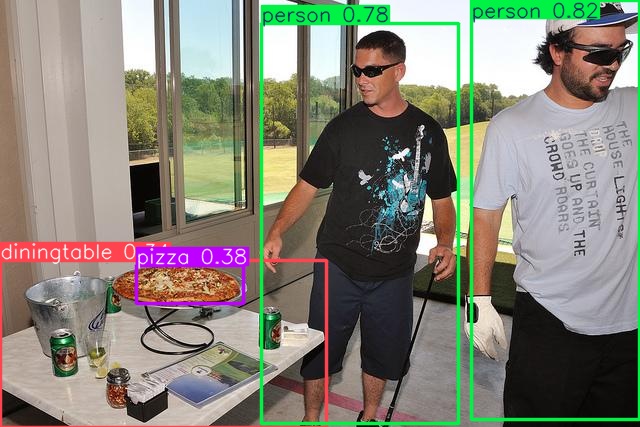 person 0.78
person 0.82
THE
HOUSE LIGHTS
DRO
THE CURTAIN
GOES UP AND THE
CROWD ROARS
diningtable 0.74
pizza 0.38